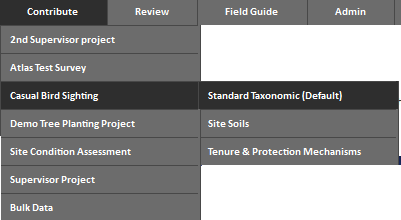 Contribute Review Field Guide Admin
2nd Supervisor project
Atlas Test Survey
Casual Bird Sighting Standard Taxonomic (Default)
Demo Tree Planting Project Site Soils
Site Condition Assessment Tenure & Protection Mechanisms
Supervisor Project
Bulk Data